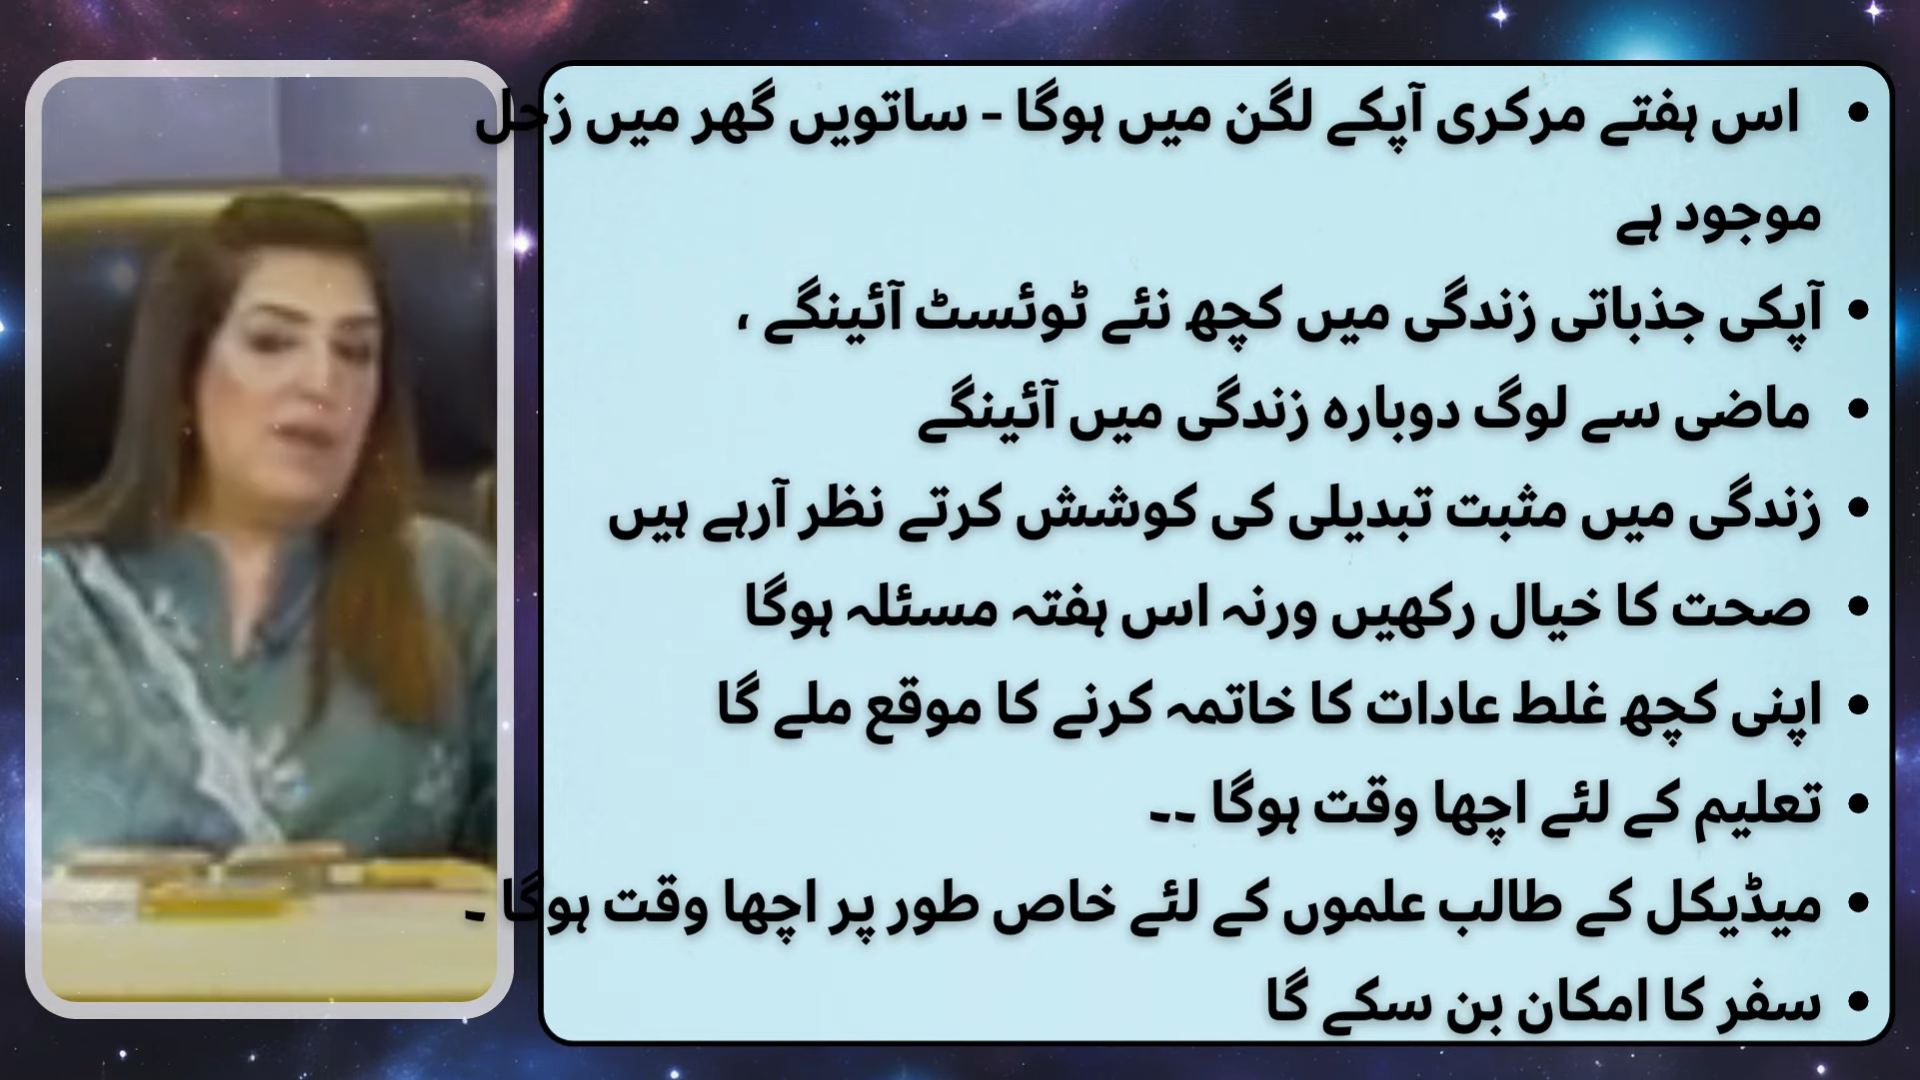 اس ہفتے مرکری آپکے لگن میں ہوگا - ساتویں گھر میں زحل
موجود ہے
آپکی جذباتی زندگی میں کچھ نئے ٹوئسٹ آئینگے ،
ماضی سے لوگ دوبارہ زندگی میں آئینگے
زندگی میں مثبت تبدیلی کی کوشش کرتے نظر آرہے ہیں
صحت کا خیال رکھیں ورنہ اس ہفتہ مسئلہ ہوگا
اپنی کچھ غلط عادات کا خاتمہ کرنے کا موقع ملے گا
تعلیم کے لئے اچھا وقت ہوگا ۔۔
میڈیکل کے طالب علموں کے لئے خاص طور پر اچھا وقت ہوگا ۔
سفر کا امکان بن سکے گا